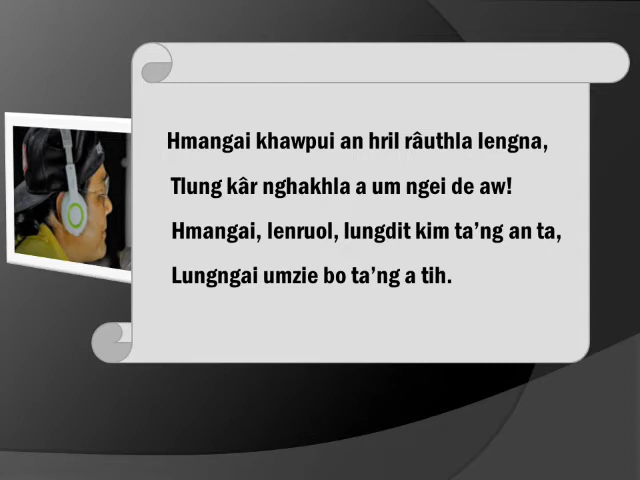 Hmangai khawpui an hril râuthla lengna,
Tlung kâr nghakhla a um ngei de aw!
Hmangai, lenruol, lungdit kim ta’ng an ta,
Lungngai umzie bo ta’ng a tih.